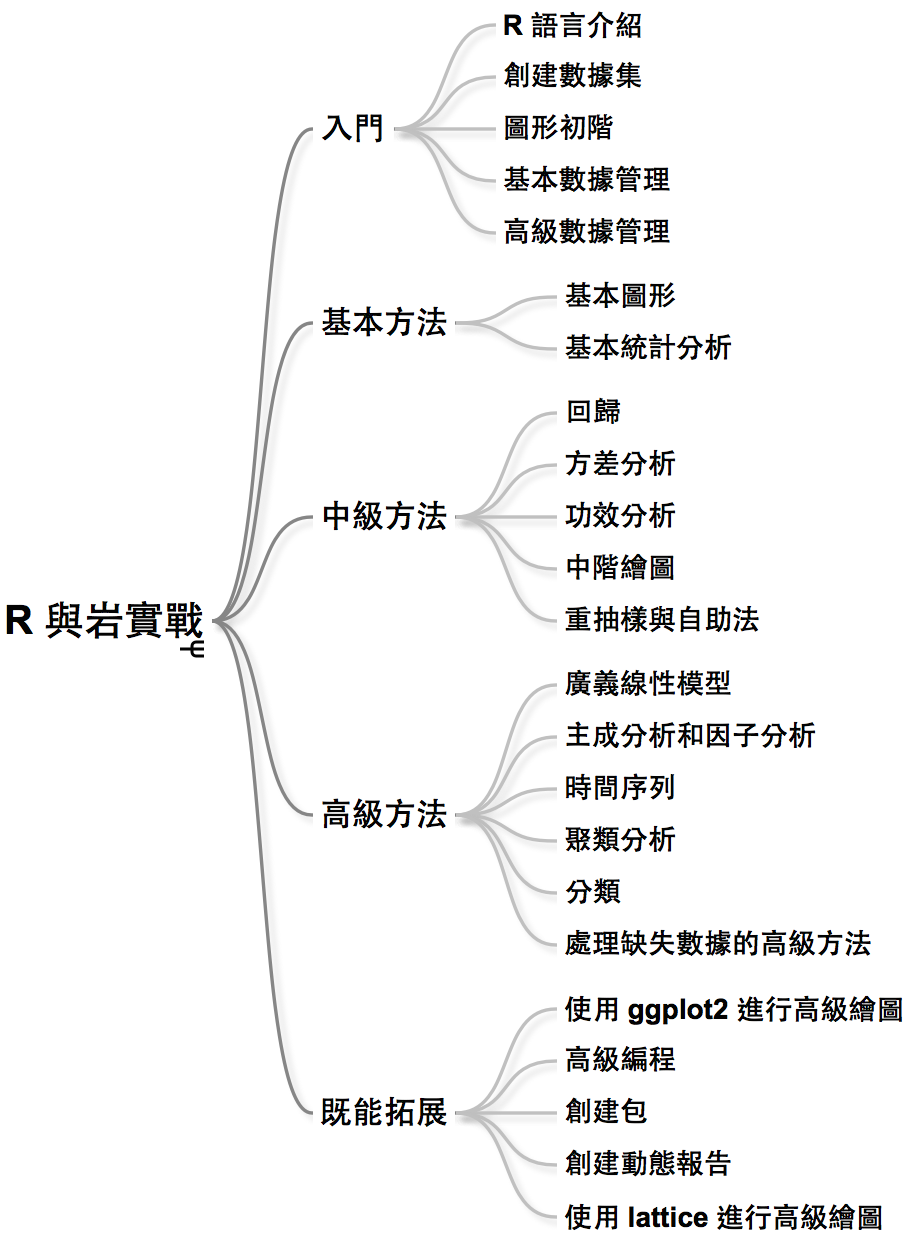 R 語言介紹
創建數據集
入門
圖形初階
基本數據管理
高級數據管理
基本圖形
基本方法
基本統計分析
回歸
方差分析
中級方法
功效分析
中階繪圖
重抽樣與自助法
R 與岩實戰
廣義線性模型
主成分析和因子分析
時間序列
高級方法
聚類分析
分類
處理缺失數據的高級方法
使用 ggplot2 進行高級繪圖
高級編程
既能拓展
創建包
創建動態報告
使用 lattice 進行高級繪圖